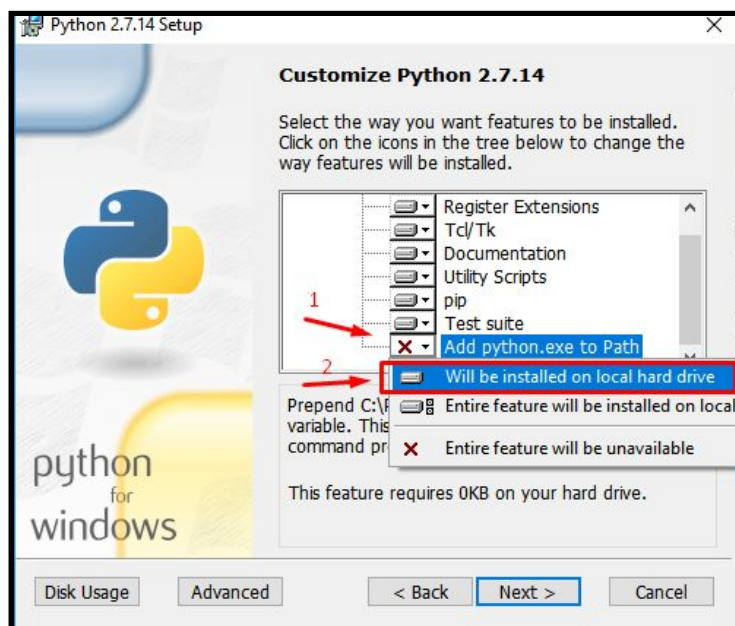 Python 2.7.14 Setup
Customize Python 2.7.14
Select the way you want features to be installed.
Click on the icons in the tree below to change the
way features will be installed.
Register Extensions
Tcl/Tk
Documentation
Utility Scripts
pip
1
Test suite
Add python.exe to Path
2
Will be installed on local hard drive
Prepend C:\
Entire feature will be installed on local
variable. This
command
Entire feature will be unavailable
This feature requires 0KB on your hard drive.
python
for
windows
Disk Usage
Advanced
< Back
Next >
Cancel